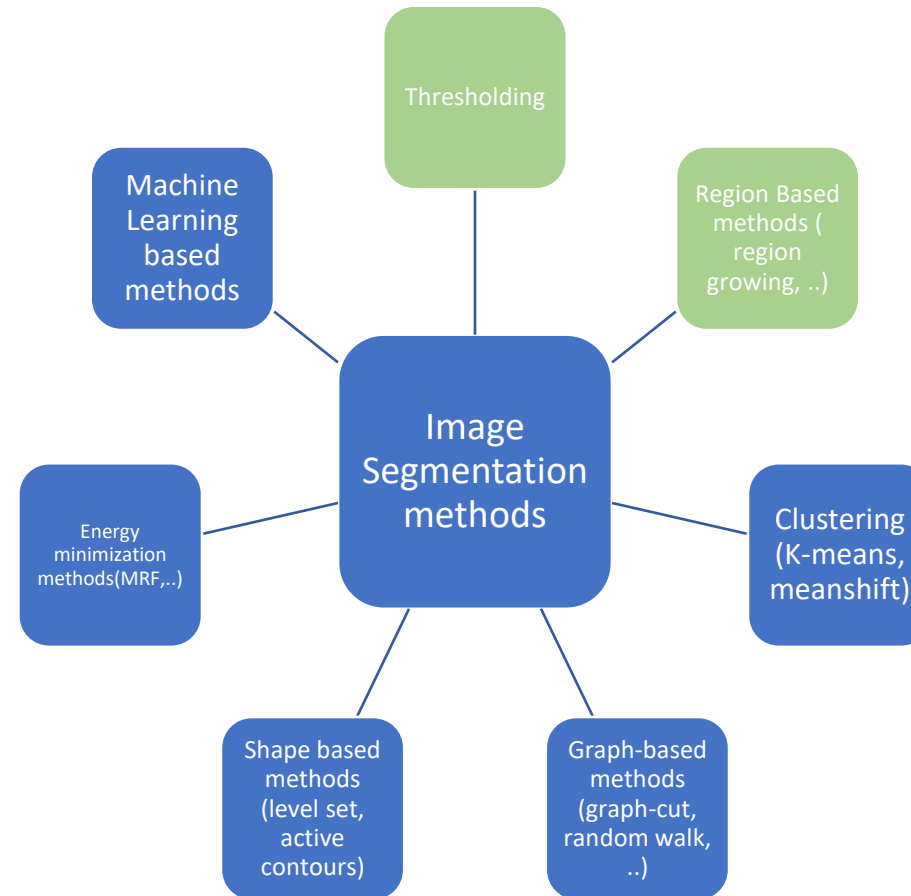 Thresholding
Region Based
methods (
region
growing, ..)
Clustering
(K-means,
meanshift)
Graph-based
methods
(graph-cut,
random walk,
..)
Shape based
methods
(level set,
active
contours)
Energy
minimization
methods(MRF,..)
Machine
Learning
based
methods
Image
Segmentation
methods